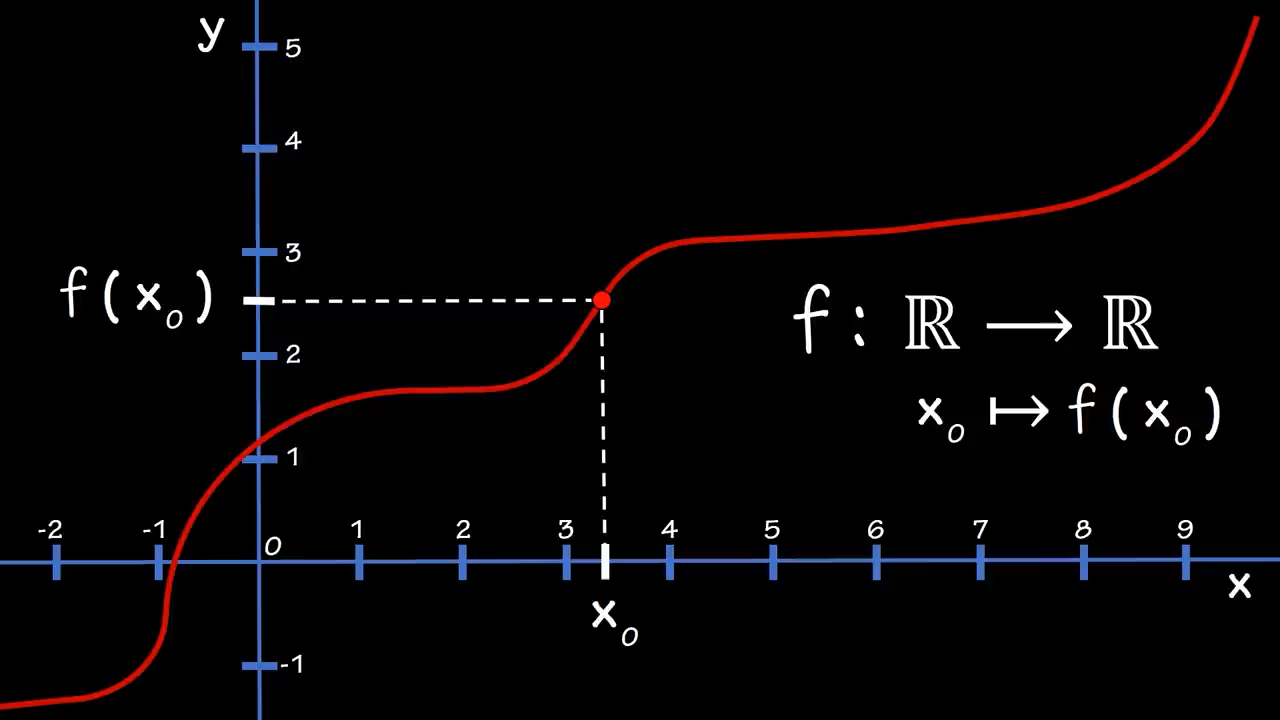 y
5
4
3
f(x₀)
f: ℝ ⟶ ℝ
2
x₀ ↦ f(x₀)
1
-2 -1 0 1 2 3 4 5 6 7 8 9
x
x₀
-1